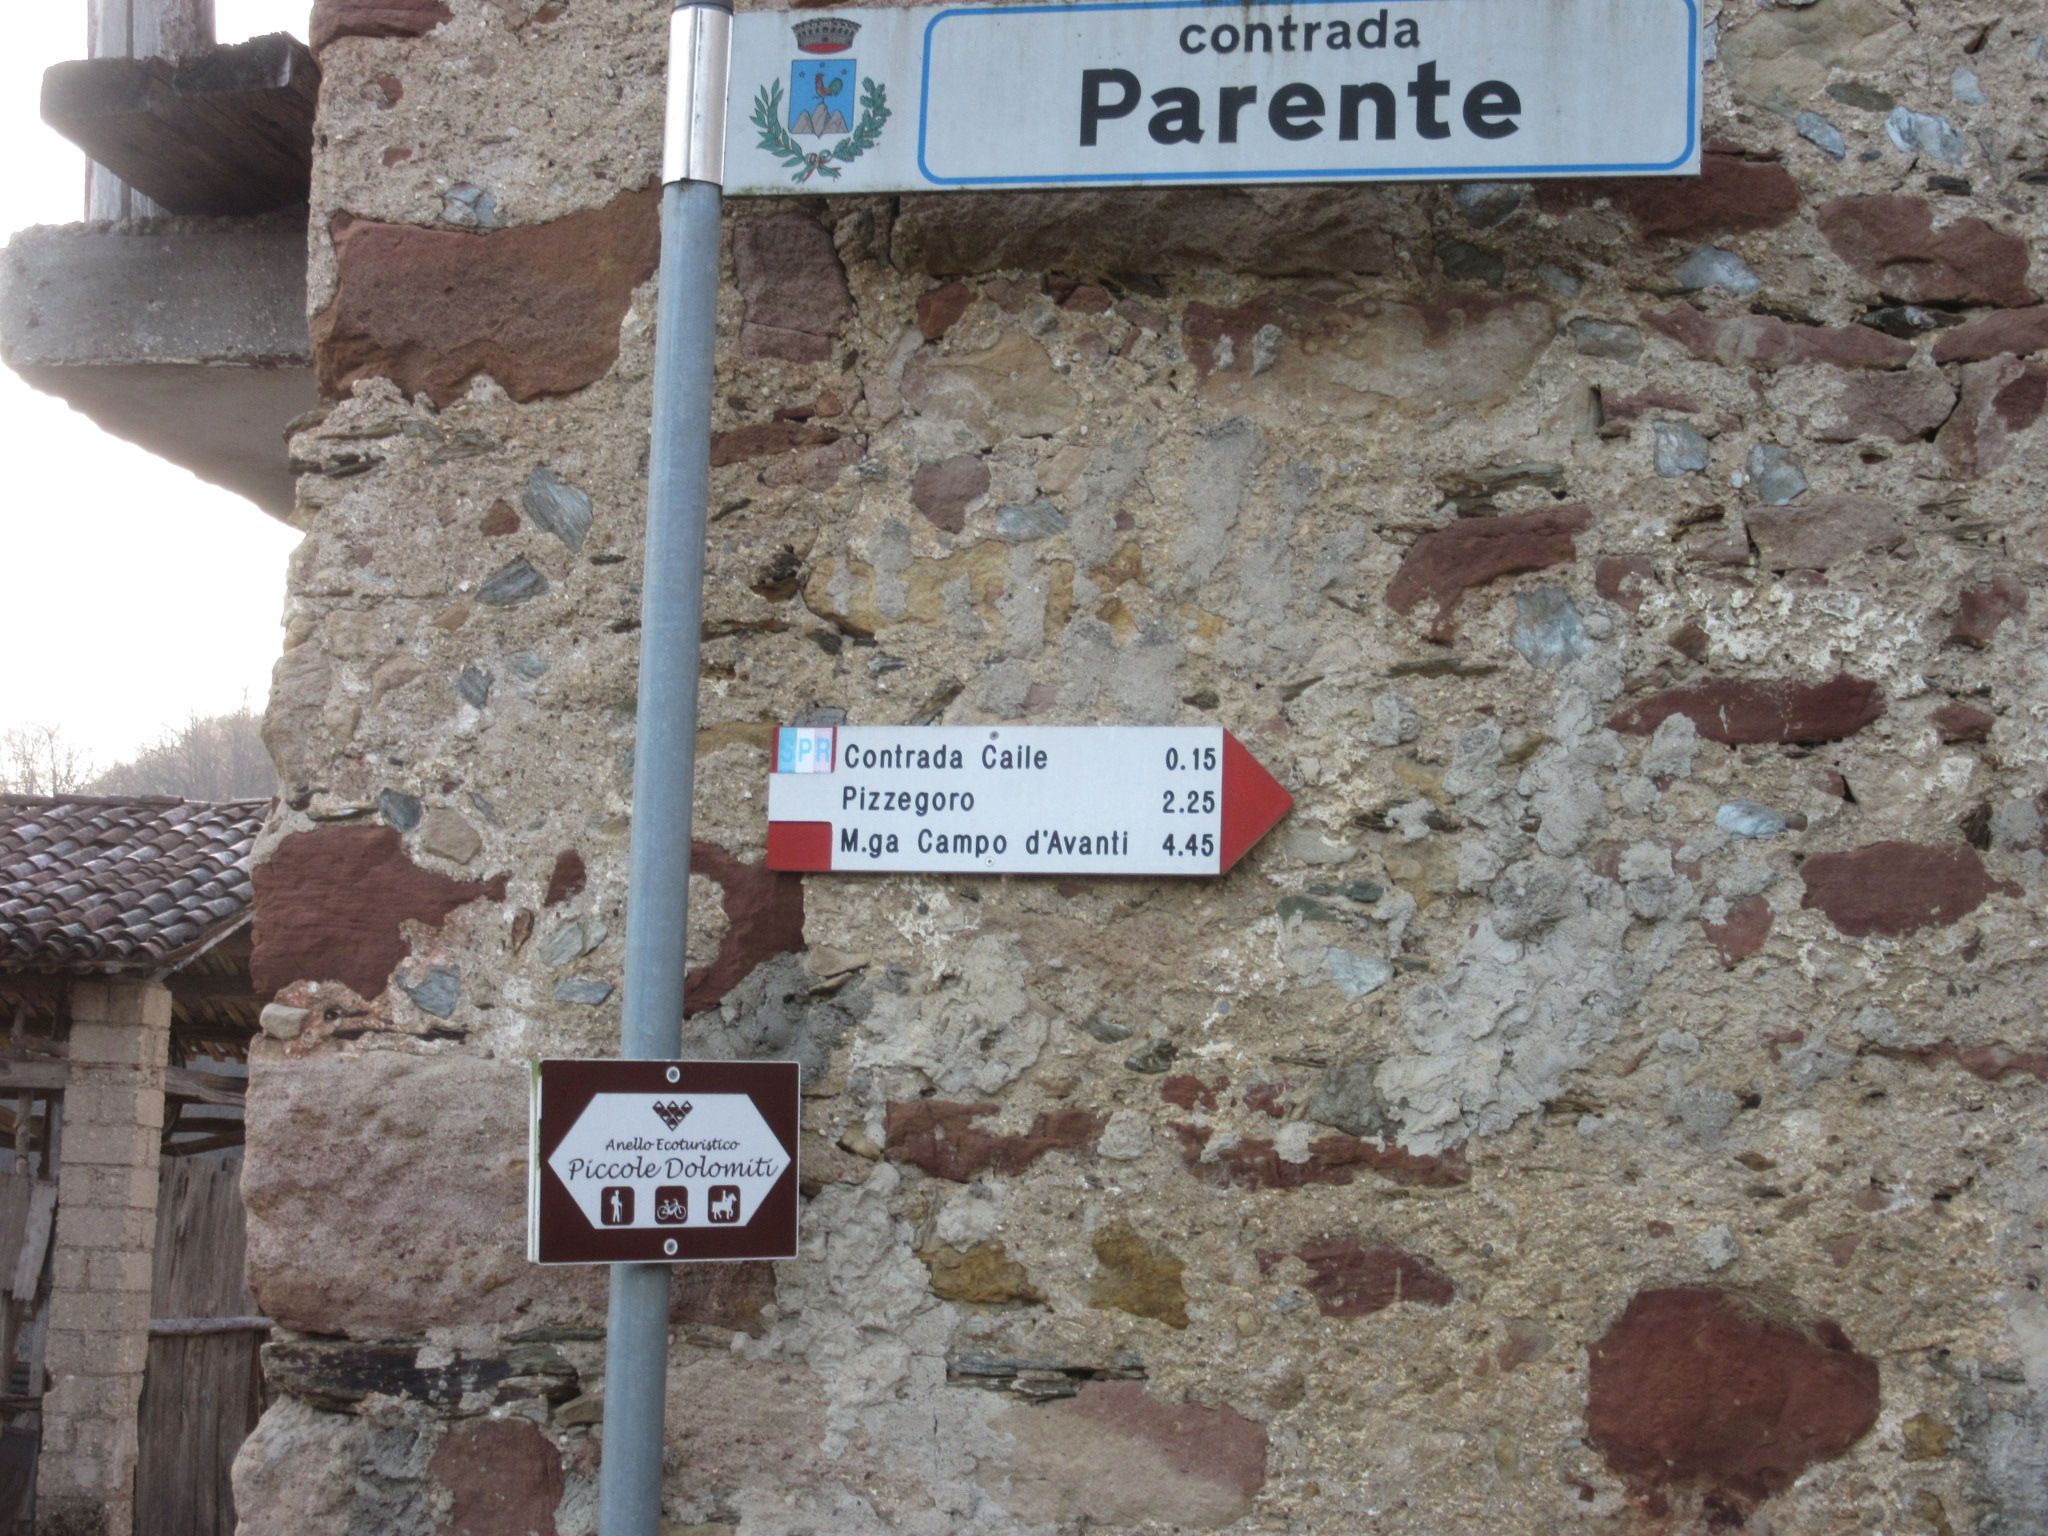 contrada
Parente
SPR
Contrada Caile 0.15
Pizzegoro 2.25
M.ga Campo d'Avanti 4.45
Anello Ecoturistico
Piccole Dolomiti